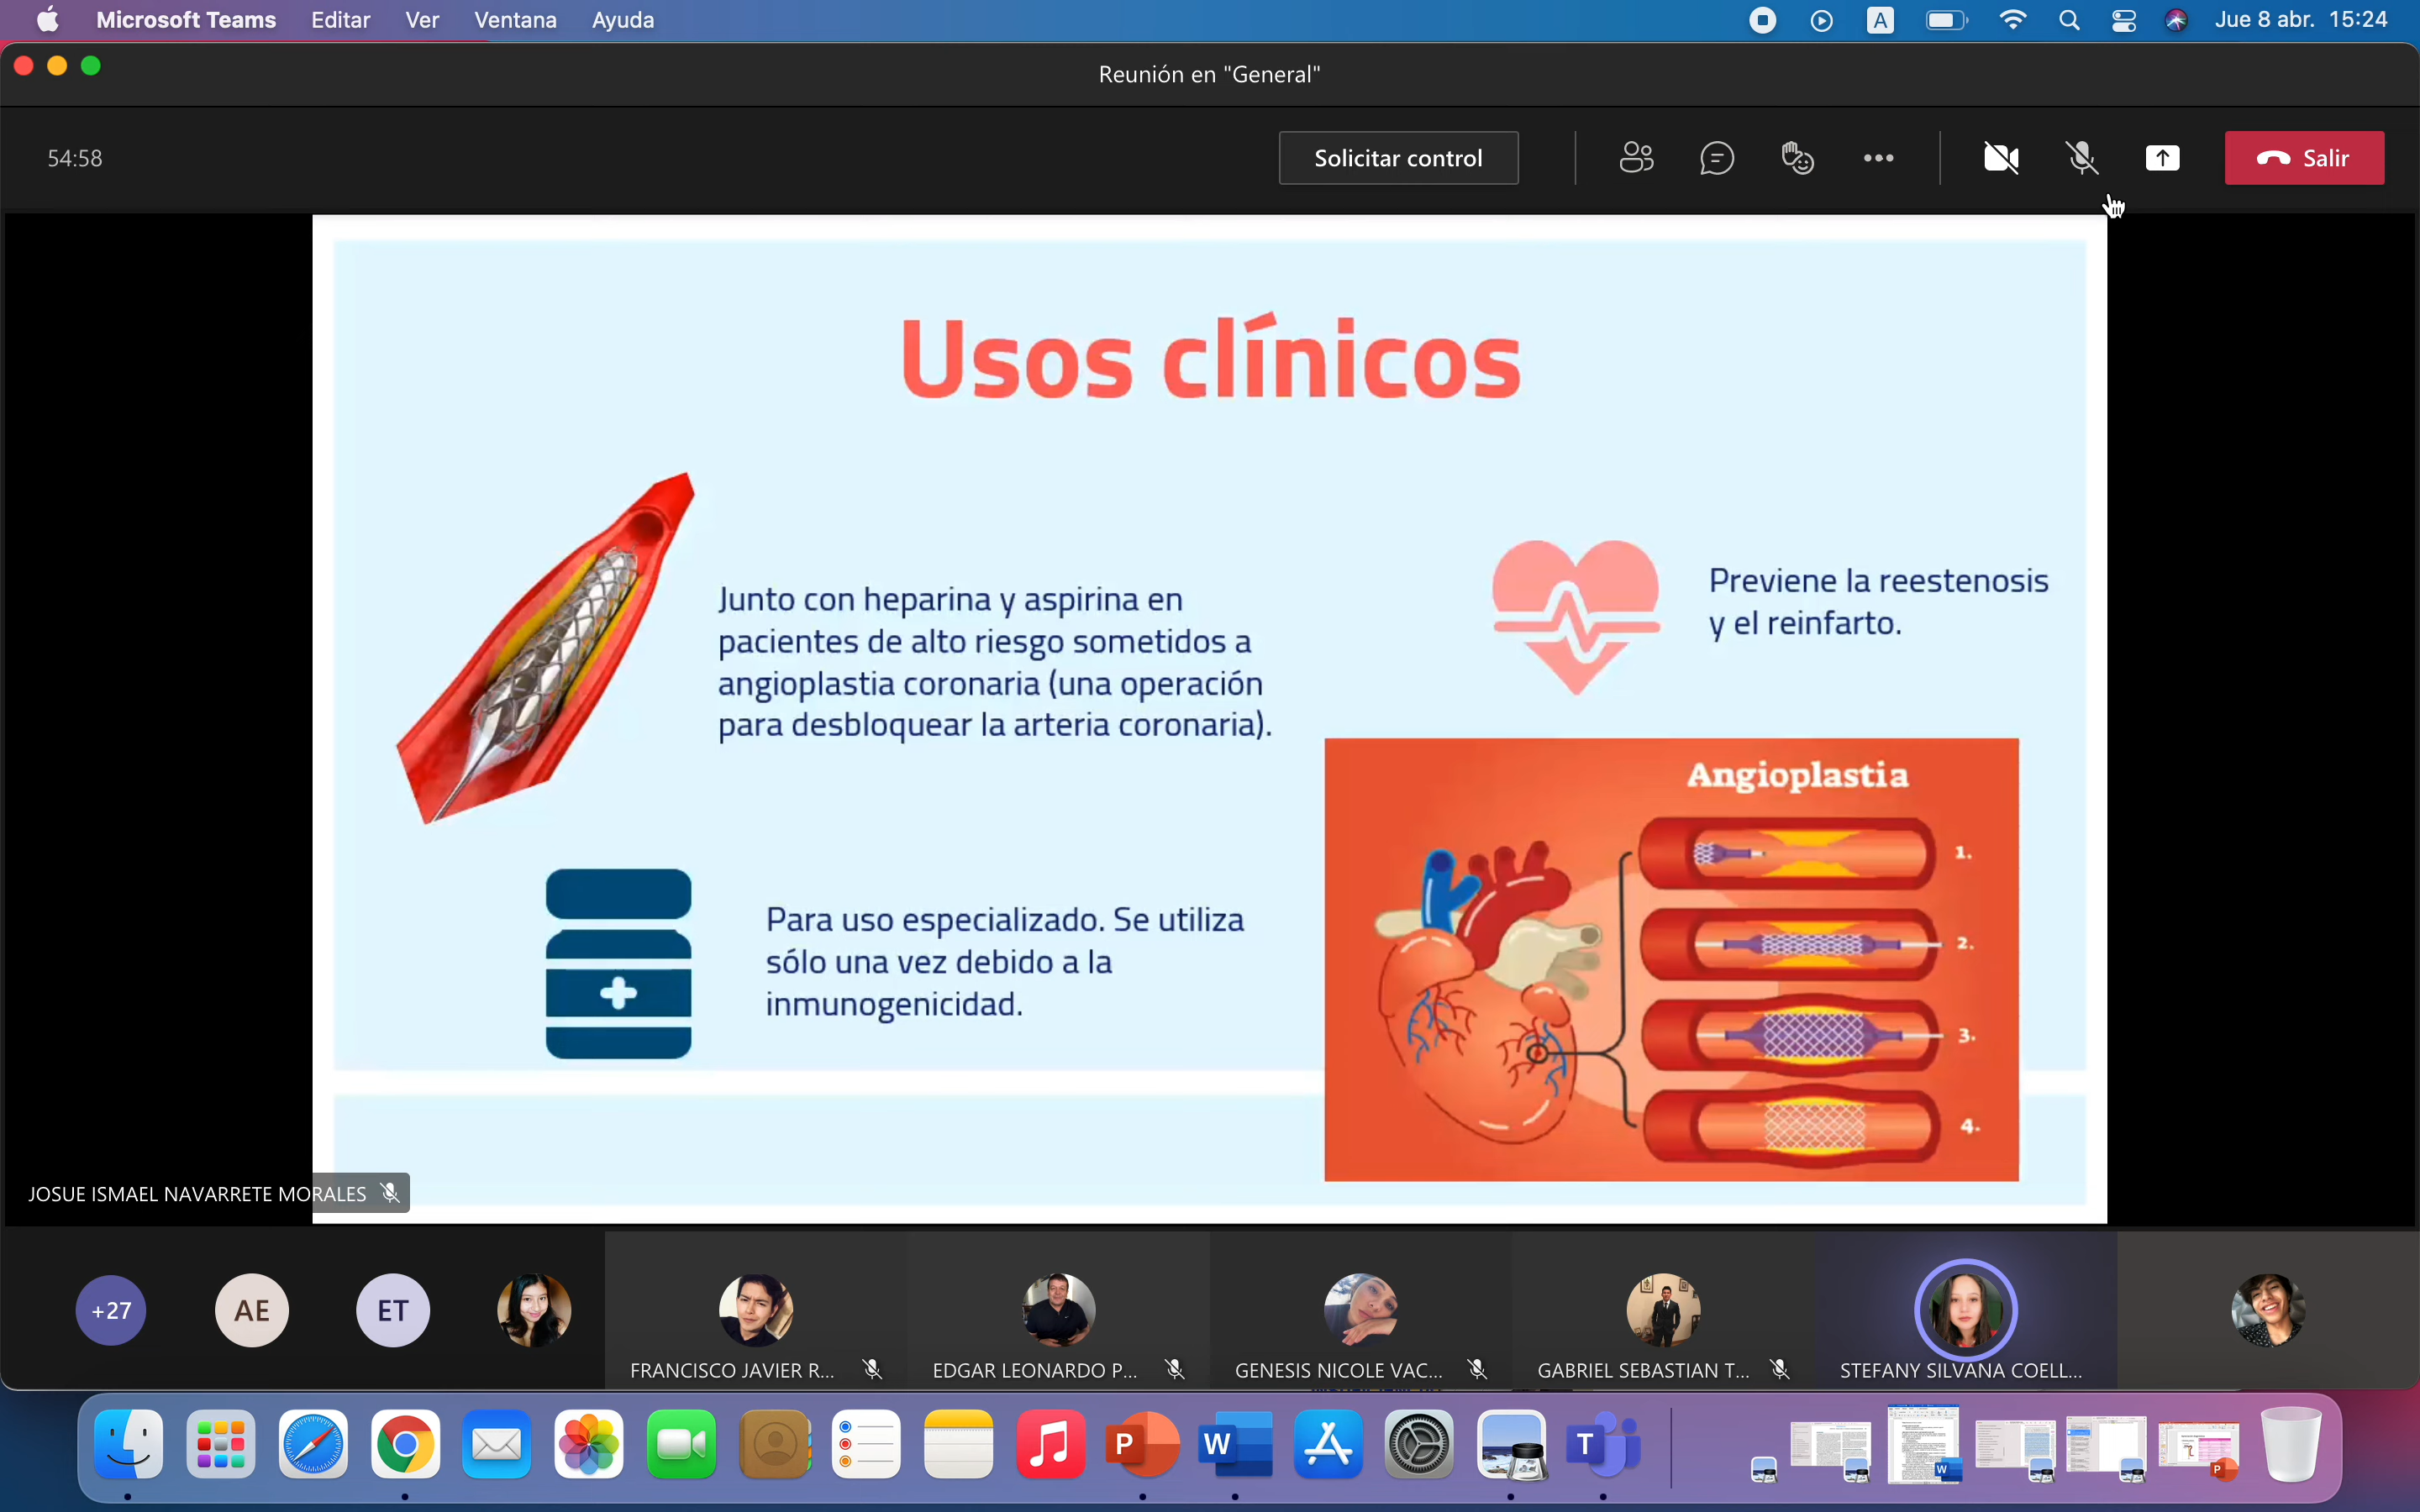 Microsoft Teams Editar Ver Ventana Ayuda A Jue 8 abr. 15:24
Reunión en "General"
54:58 Solicitar control Salir
Usos clínicos
Junto con heparina y aspirina en
pacientes de alto riesgo sometidos a
angioplastia coronaria (una operación
para desbloquear la arteria coronaria).
Previene la reestenosis
y el reinfarto.
Para uso especializado. Se utiliza
sólo una vez debido a la
inmunogenicidad.
Angioplastia
1.
2.
3.
4.
JOSUE ISMAEL NAVARRETE MORALES
+27 AE ET
FRANCISCO JAVIER R... EDGAR LEONARDO P... GENESIS NICOLE VAC... GABRIEL SEBASTIAN T... STEFANY SILVANA COELL...
P W T W P